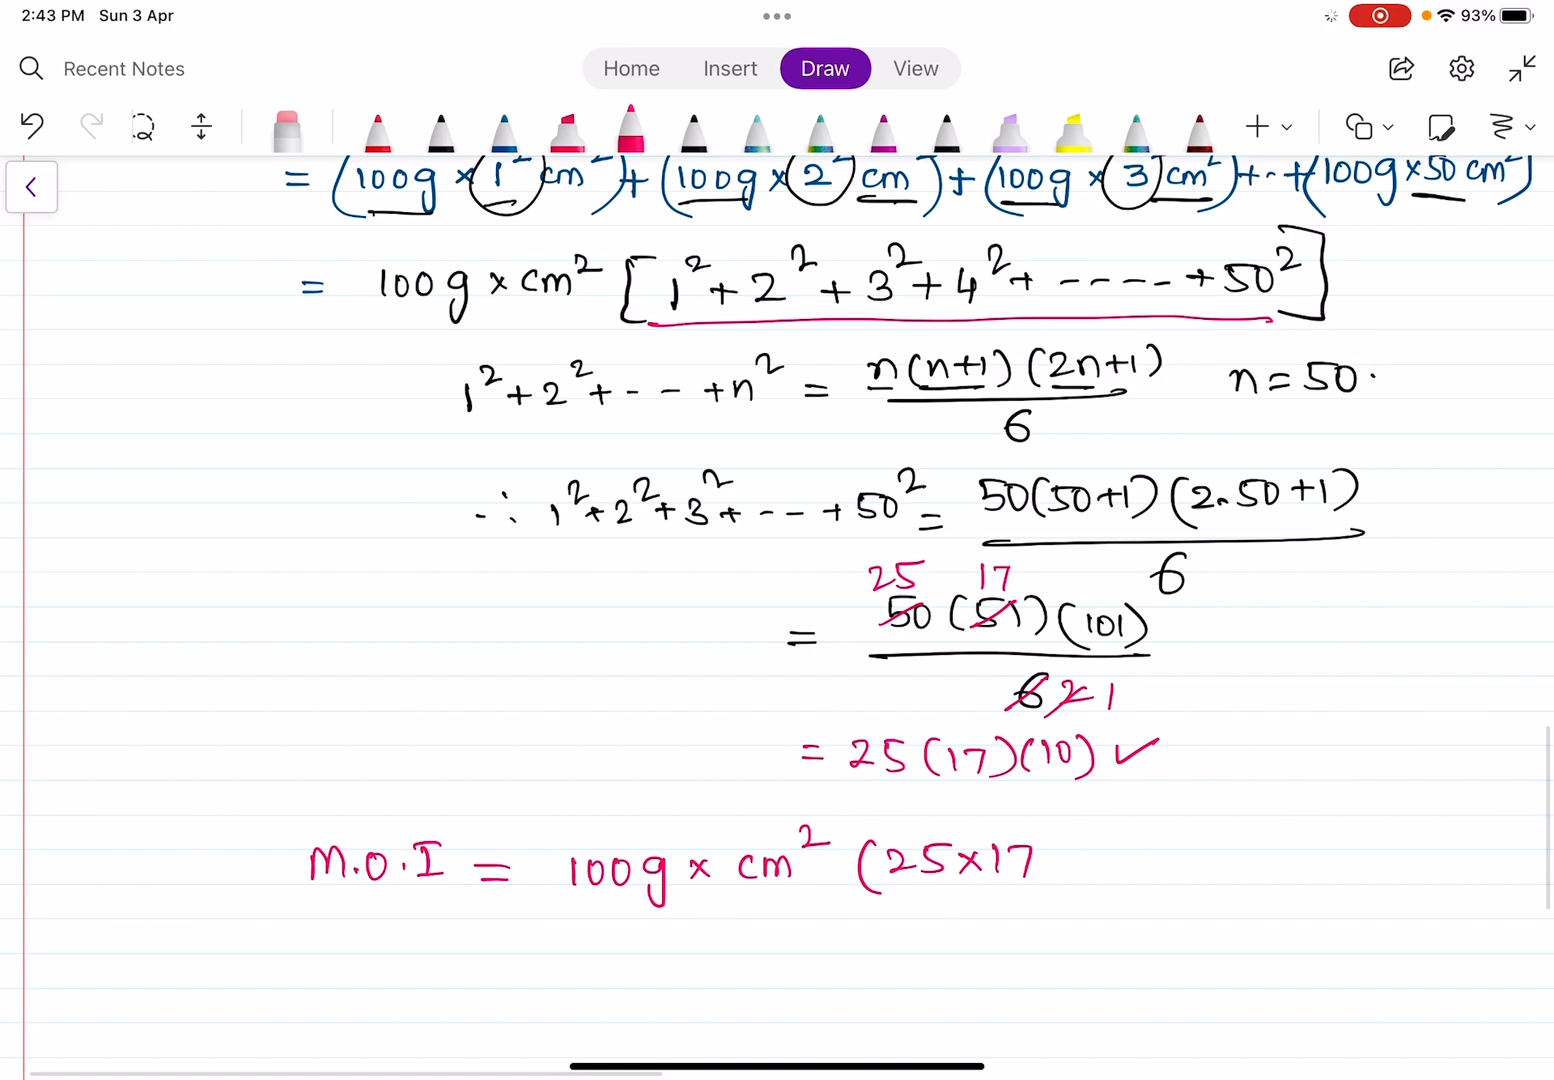 2:43 PM Sun 3 Apr 93%
Recent Notes Home Insert Draw View
= (100g × 1² cm²) + (100g × 2² cm) + (100g × 3² cm²) + -- + (100g × 50 cm²)
= 100g × cm² [1² + 2² + 3² + 4² + ----- + 50²]
1² + 2² + --- + n² = n(n+1)(2n+1) / 6 n = 50.
∴ 1² + 2² + 3² + --- + 50² = 50(50+1)(2.50+1) / 6
25 17
= 50(51)(101) / 6 2 1
= 25(17)(10) ✓
M.O.I = 100g × cm² (25×17